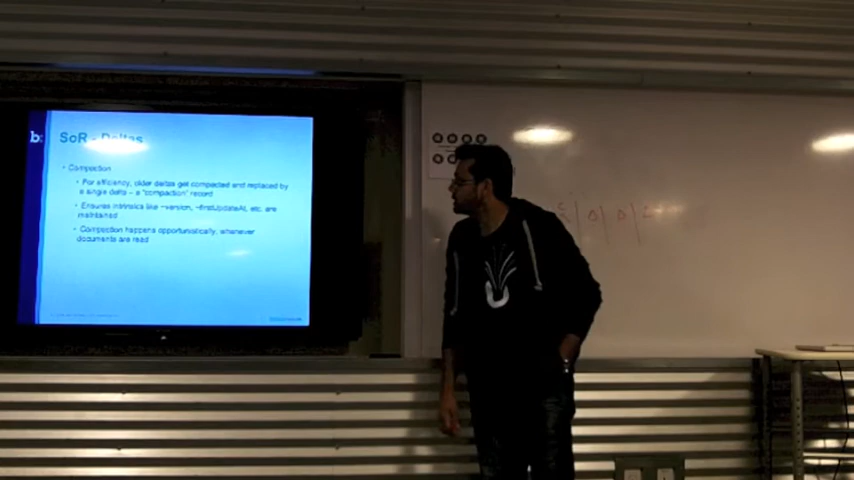 b:
SoR - Deltas
• Compaction
• For efficiency, older deltas get compacted and replaced by
a single delta – a "compaction" record
• Ensures intrinsics like ~version, ~firstUpdateAt, etc. are
maintained
• Compaction happens opportunistically, whenever
documents are read